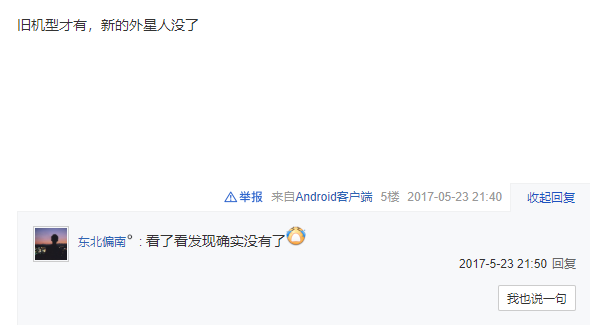 旧机型才有，新的外星人没了
举报 来自Android客户端 5楼 2017-05-23 21:40 收起回复
东北偏南° : 看了看发现确实没有了
2017-5-23 21:50 回复
我也说一句